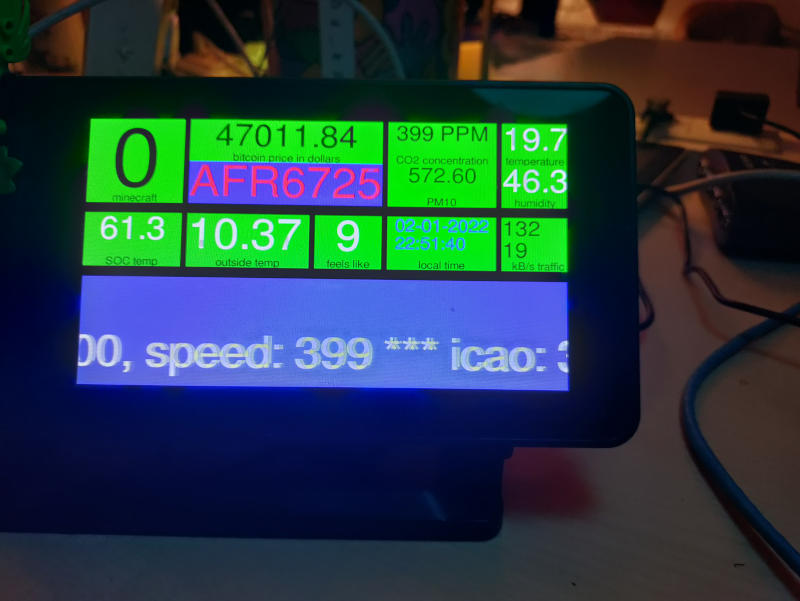 0
minecraft
47011.84
bitcoin price in dollars
AFR6725
399 PPM
CO2 concentration
572.60
PM10
19.7
temperature
46.3
humidity
61.3
SOC temp
10.37
outside temp
9
feels like
02-01-2022
22:51:40
local time
132
19
kB/s traffic
00, speed: 399 *** icao: